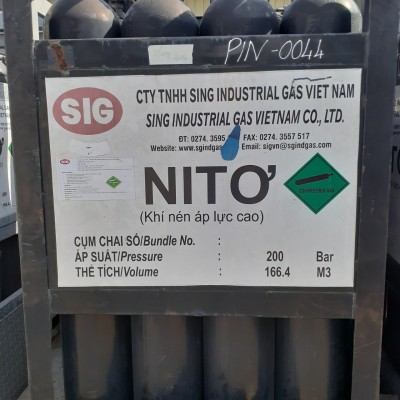 PIN-0044
SIG
CTY TNHH SING INDUSTRIAL GAS VIET NAM
SING INDUSTRIAL GAS VIETNAM CO., LTD.
ĐT: 0274. 3595 FAX: 0274. 3557 517
Website: www.sgindgas. Email: sigvn@sgindgas.com
NITƠ
(Khí nén áp lực cao)
CỤM CHAI SỐ/Bundle No. :
ÁP SUẤT/Pressure : 200 Bar
THỂ TÍCH/Volume : 166.4 M3